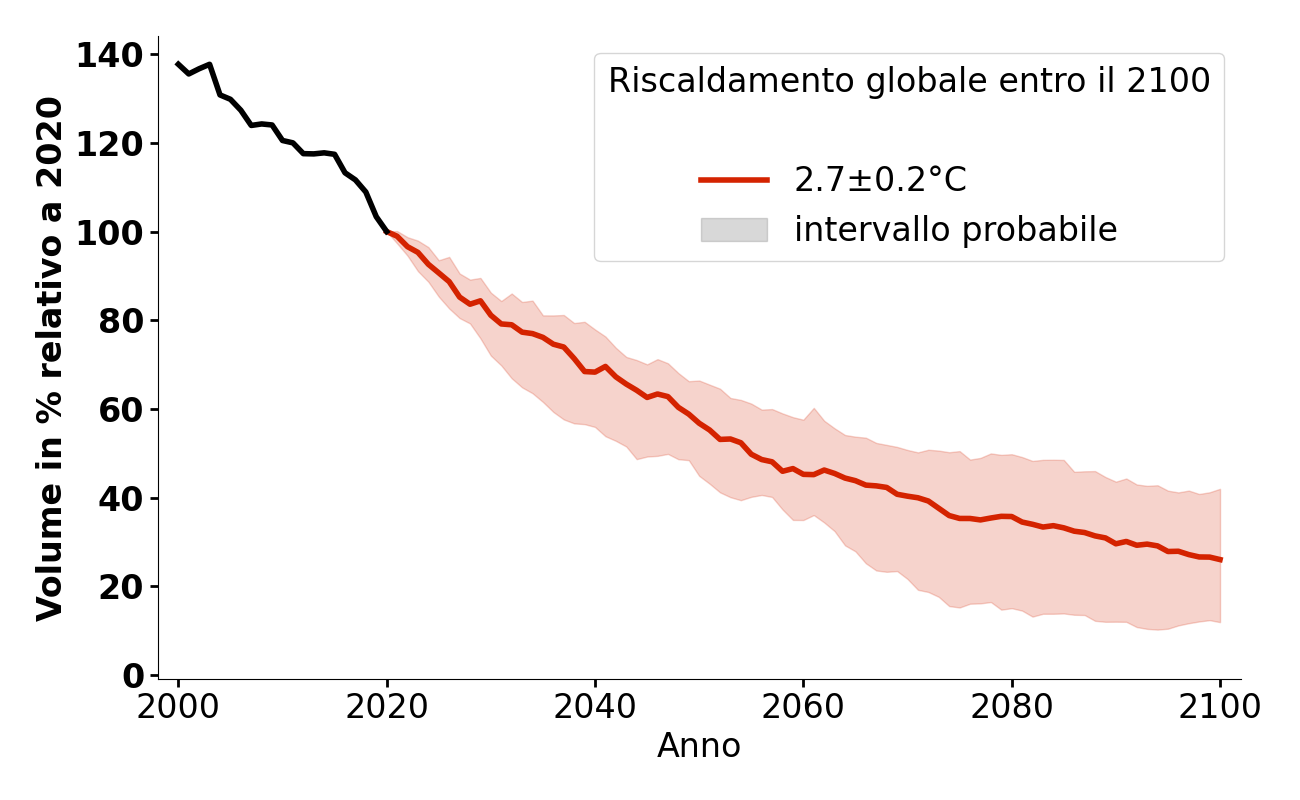 Riscaldamento globale entro il 2100
2.7±0.2°C
intervallo probabile
Volume in % relativo a 2020
140
120
100
80
60
40
20
0
2000 2020 2040 2060 2080 2100
Anno